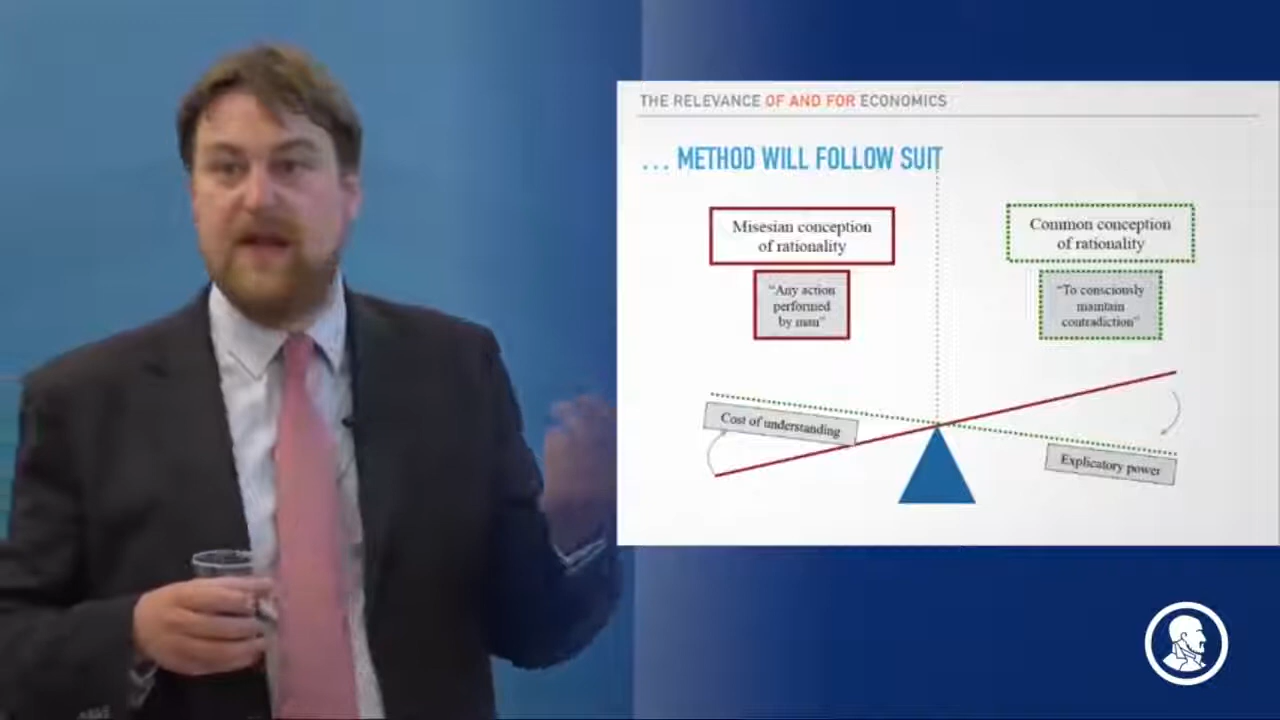 THE RELEVANCE OF AND FOR ECONOMICS
... METHOD WILL FOLLOW SUIT
Misesian conception
of rationality
"Any action
performed
by man"
Common conception
of rationality
"To consciously
maintain
contradiction"
Cost of understanding
Explicatory power